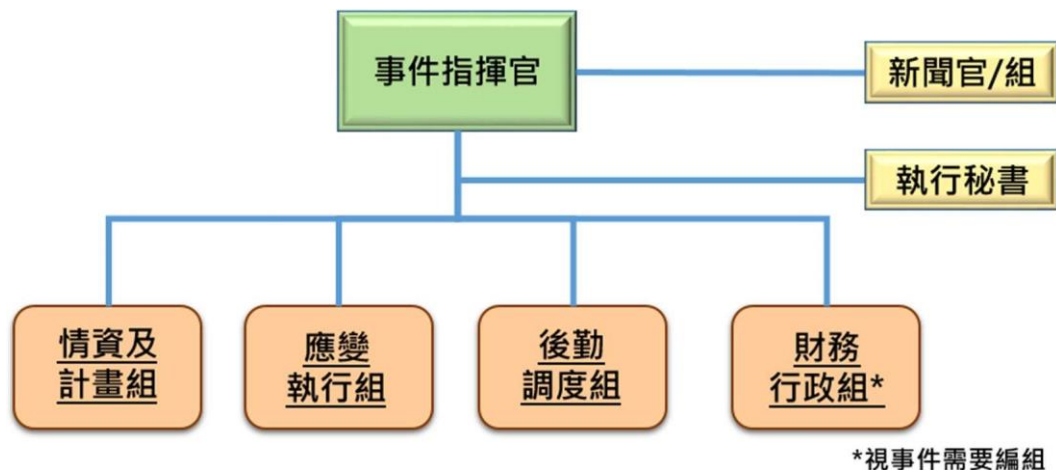 事件指揮官
新聞官/組
執行秘書
情資及
計畫組
應變
執行組
後勤
調度組
財務
行政組*
*視事件需要編組